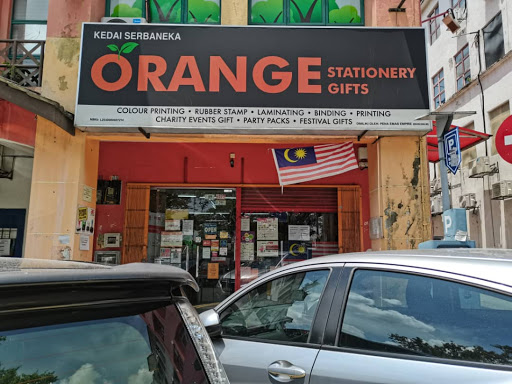 KEDAI SERBANEKA
ORANGE STATIONERY
GIFTS
COLOUR PRINTING • RUBBER STAMP • LAMINATING • BINDING • PRINTING
CHARITY EVENTS GIFT • PARTY PACKS • FESTIVAL GIFTS
OPEN
P